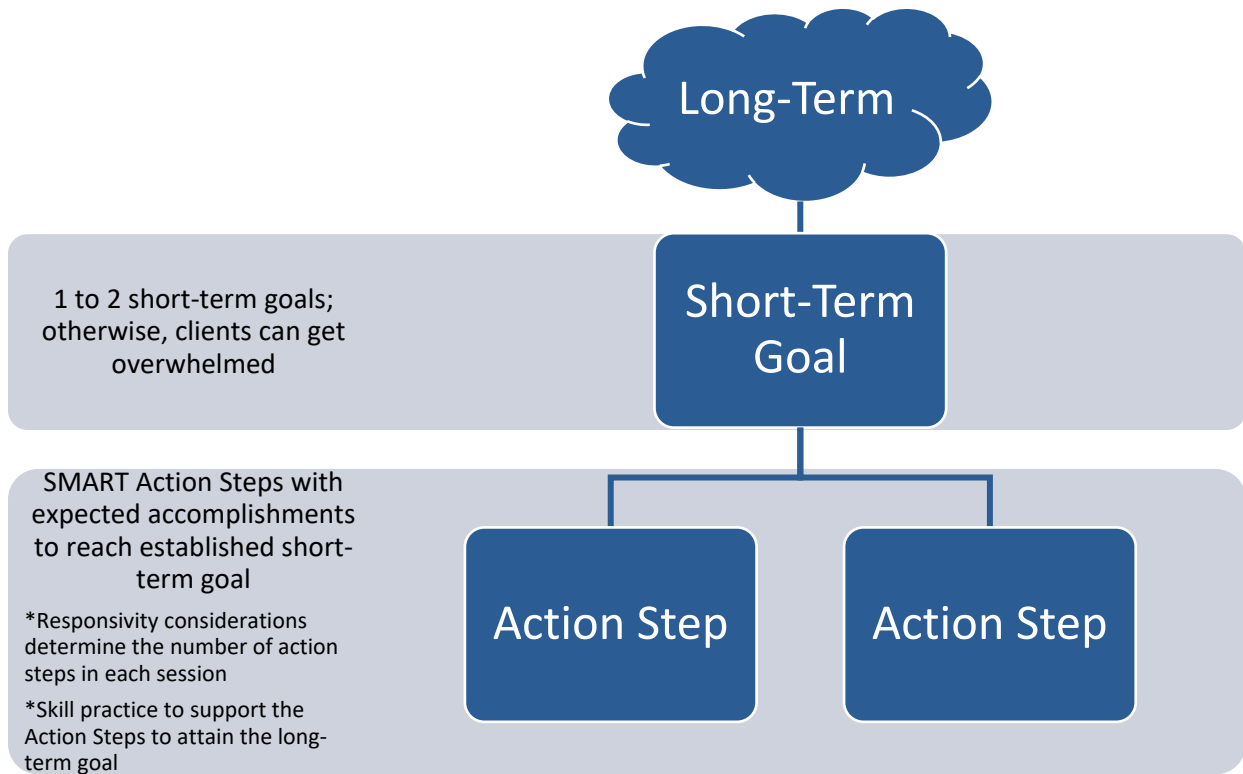 Long-Term
1 to 2 short-term goals;
otherwise, clients can get
overwhelmed
Short-Term
Goal
SMART Action Steps with
expected accomplishments
to reach established short-
term goal
*Responsivity considerations
determine the number of action
steps in each session
*Skill practice to support the
Action Steps to attain the long-
term goal
Action Step
Action Step